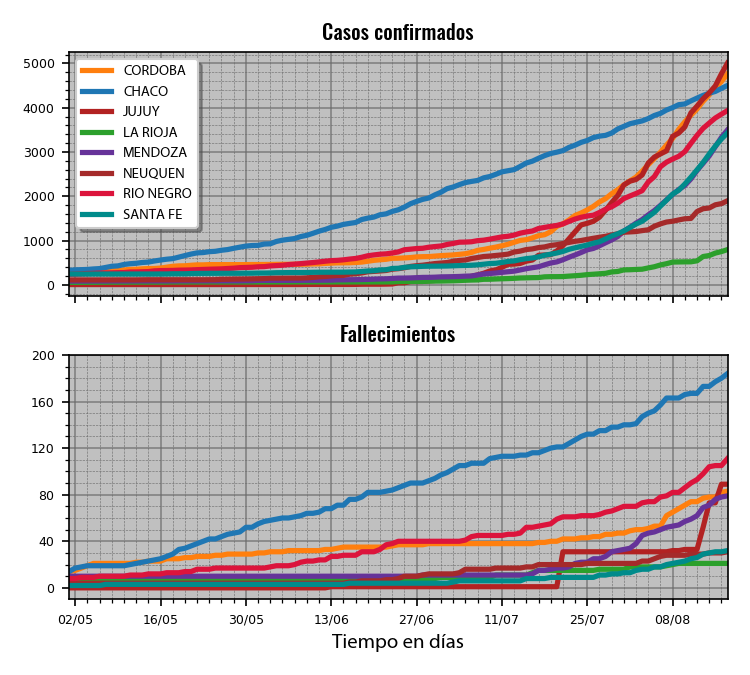 Casos confirmados
5000
4000
3000
2000
1000
0
CORDOBA
CHACO
JUJUY
LA RIOJA
MENDOZA
NEUQUEN
RIO NEGRO
SANTA FE
Fallecimientos
200
160
120
80
40
0
02/05 16/05 30/05 13/06 27/06 11/07 25/07 08/08
Tiempo en días